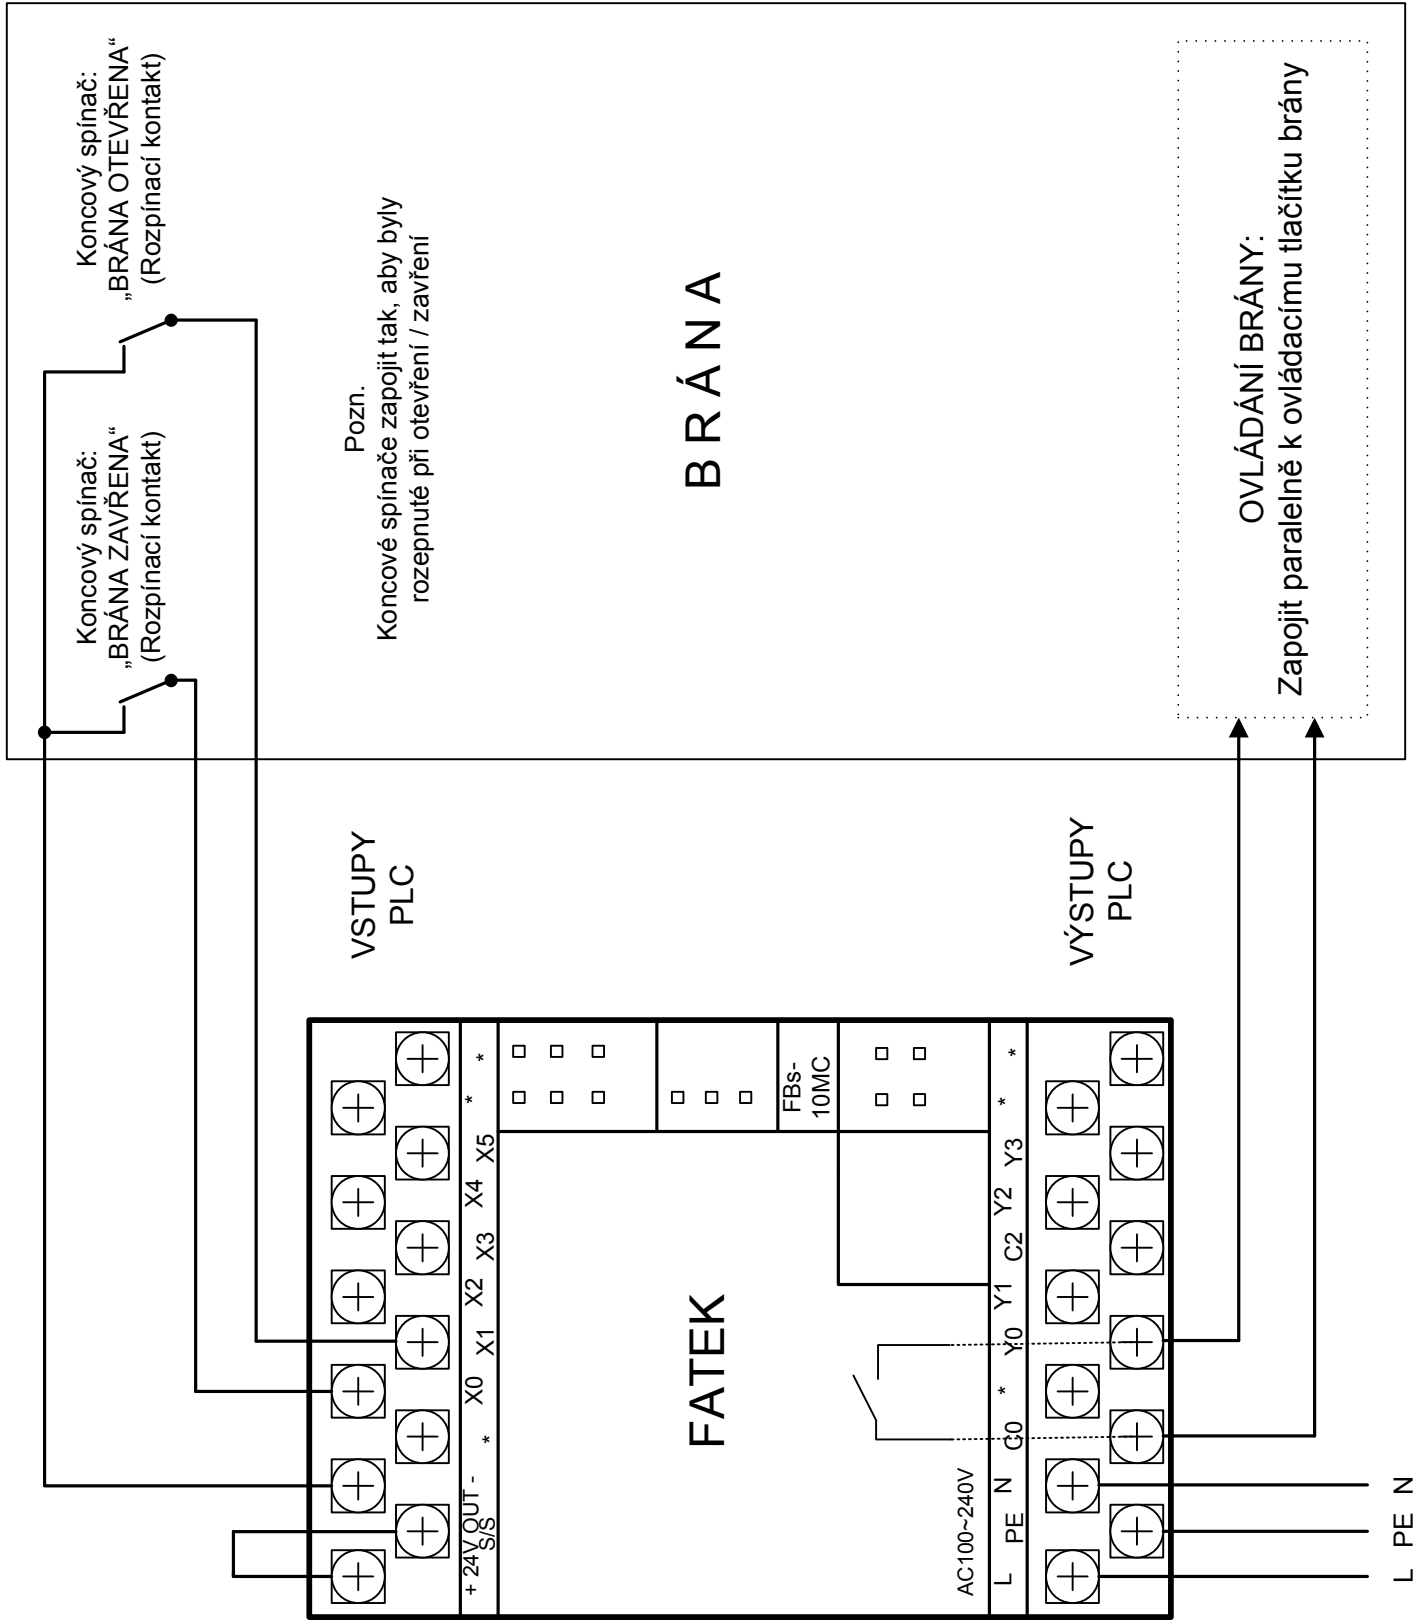 Koncový spínač:
„BRÁNA ZAVŘENA“
(Rozpínací kontakt)
Koncový spínač:
„BRÁNA OTEVŘENA“
(Rozpínací kontakt)
Pozn.
Koncové spínače zapojit tak, aby byly
rozepnuté při otevření / zavření
BRÁNA
OVLÁDÁNÍ BRÁNY:
Zapojit paralelně k ovládacímu tlačítku brány
VSTUPY
PLC
VÝSTUPY
PLC
+ 24V OUT -
S/S
*
X0
X1
X2
X3
X4
X5
*
*
FATEK
FBs-
10MC
AC100~240V
L
PE
N
C0
*
Y0
Y1
C2
Y2
Y3
*
*
L PE N